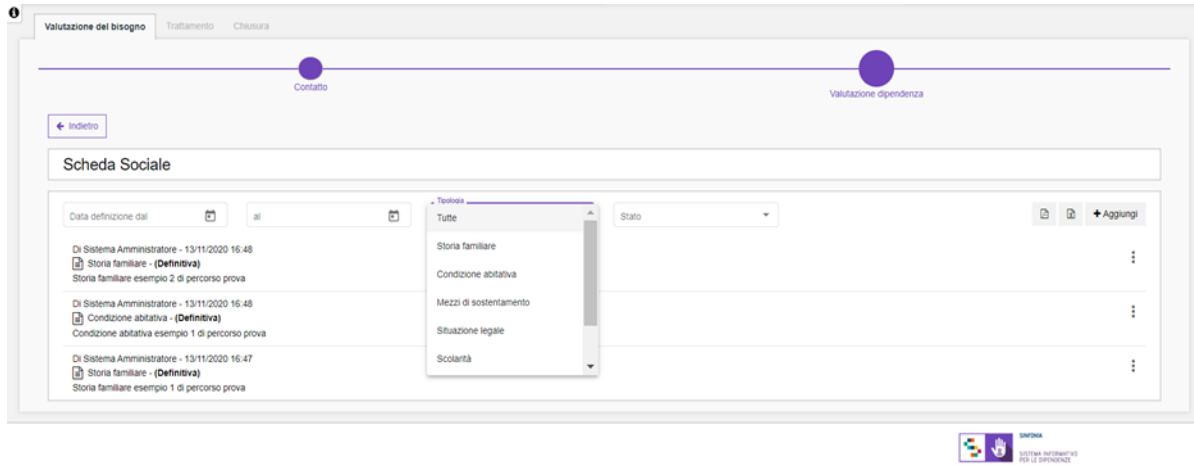 Valutazione del bisogno Trattamento Chiusura
Contatto
Valutazione dipendenza
Indietro
Scheda Sociale
Data definizione dal al Tipologia Stato Aggiungi
Tutte
Storia familiare
Condizione abitativa
Mezzi di sostentamento
Situazione legale
Scolarità
Di Sistema Amministratore - 13/11/2020 16:48
Storia familiare - (Definitiva)
Storia familiare esempio 2 di percorso prova
Di Sistema Amministratore - 13/11/2020 16:48
Condizione abitativa - (Definitiva)
Condizione abitativa esempio 1 di percorso prova
Di Sistema Amministratore - 13/11/2020 16:47
Storia familiare - (Definitiva)
Storia familiare esempio 1 di percorso prova
SINFONIA
SISTEMA INFORMATIVO
PER LE DIPENDENZE